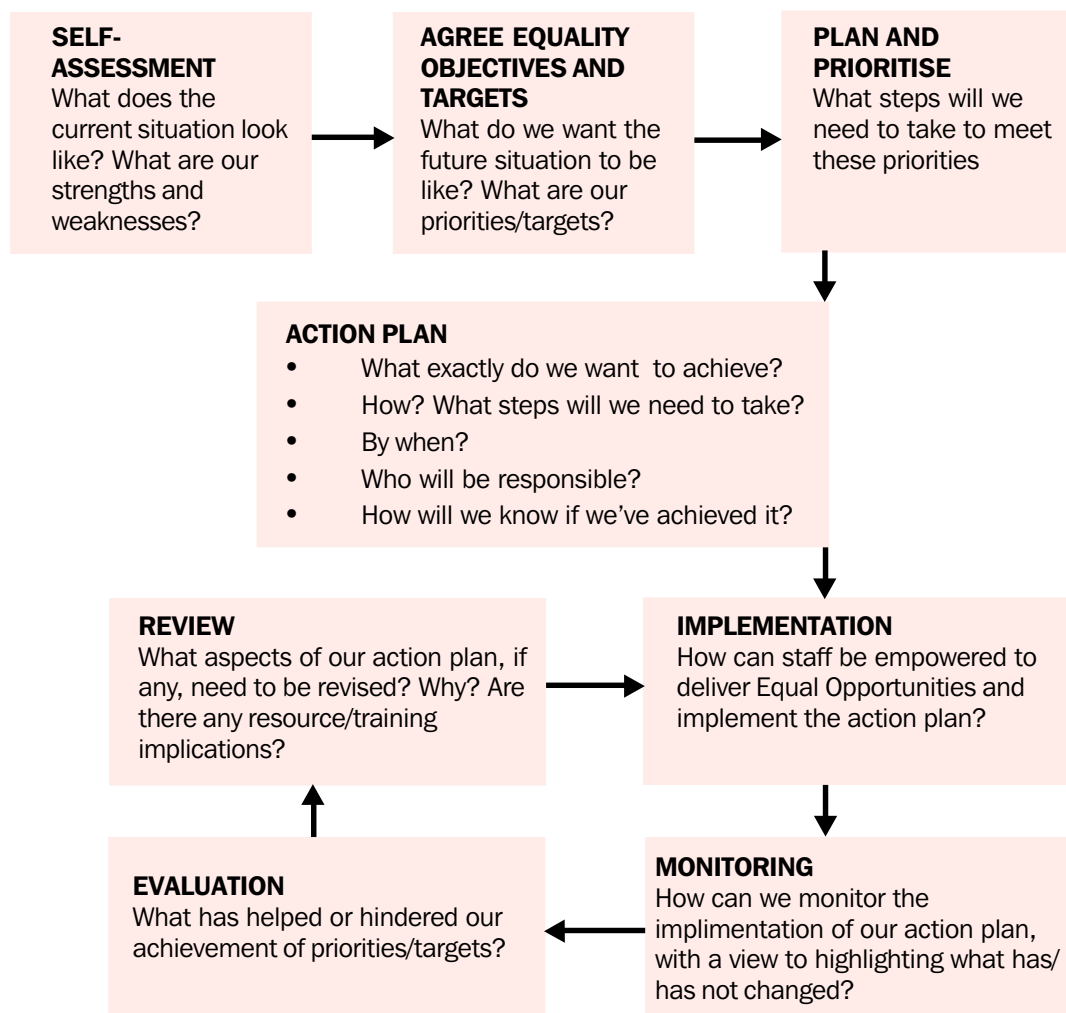 SELF-
ASSESSMENT
What does the
current situation look
like? What are our
strengths and
weaknesses?
AGREE EQUALITY
OBJECTIVES AND
TARGETS
What do we want the
future situation to be
like? What are our
priorities/targets?
PLAN AND
PRIORITISE
What steps will we
need to take to meet
these priorities
ACTION PLAN
• What exactly do we want to achieve?
• How? What steps will we need to take?
• By when?
• Who will be responsible?
• How will we know if we’ve achieved it?
REVIEW
What aspects of our action plan, if
any, need to be revised? Why? Are
there any resource/training
implications?
IMPLEMENTATION
How can staff be empowered to
deliver Equal Opportunities and
implement the action plan?
EVALUATION
What has helped or hindered our
achievement of priorities/targets?
MONITORING
How can we monitor the
implimentation of our action plan,
with a view to highlighting what has/
has not changed?